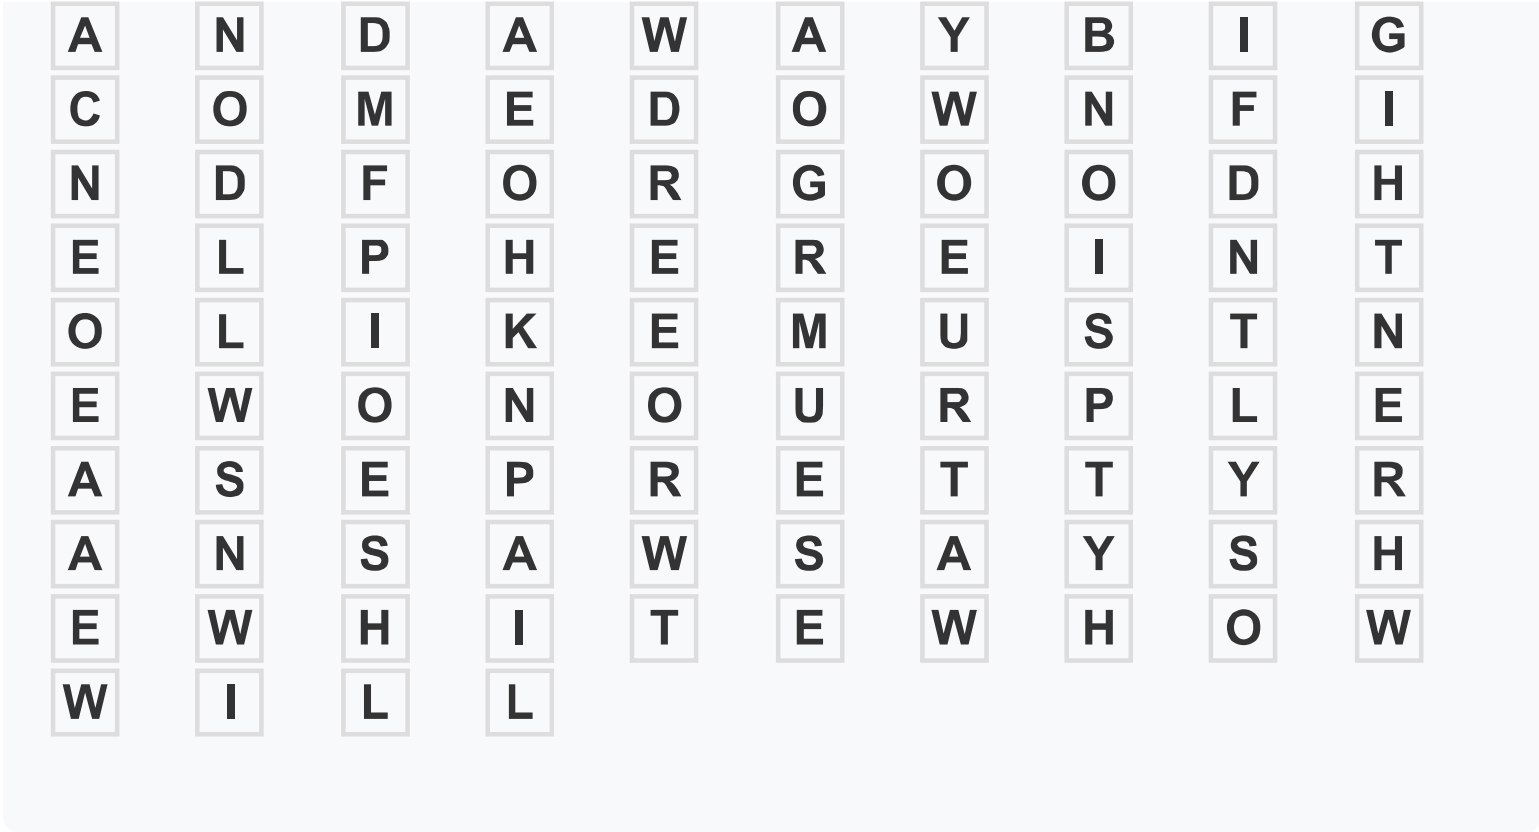 A N D A W A Y B I G
C O M E D O W N F I
N D F O R G O O D H
E L P H E R E I N T
O L I K E M U S T N
E W O N O U R P L E
A S E P R E T T Y R
A N S A W S A Y S H
E W H I T E W H O W
W I L L